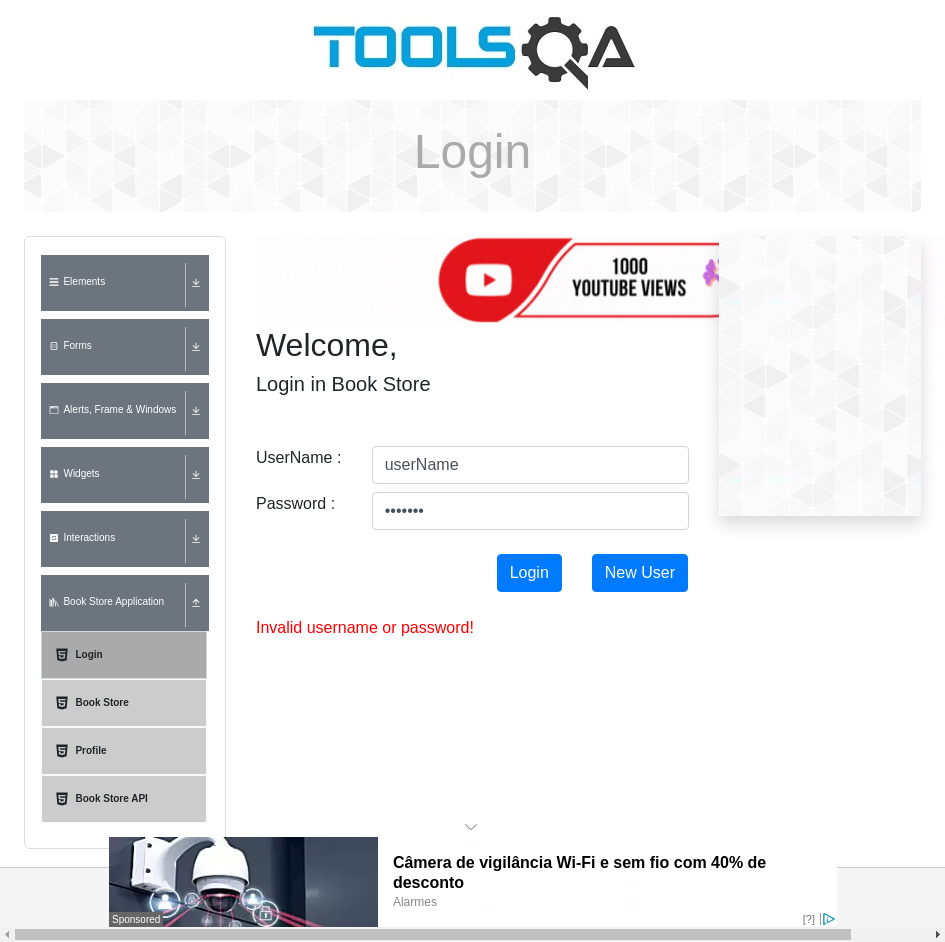 TOOLSQA
Login
Elements
Forms
Alerts, Frame & Windows
Widgets
Interactions
Book Store Application
Login
Book Store
Profile
Book Store API
1000
YOUTUBE VIEWS
Welcome,
Login in Book Store
UserName :
userName
Password :
•••••••
Login
New User
Invalid username or password!
Sponsored
Câmera de vigilância Wi-Fi e sem fio com 40% de
desconto
Alarmes
[?]